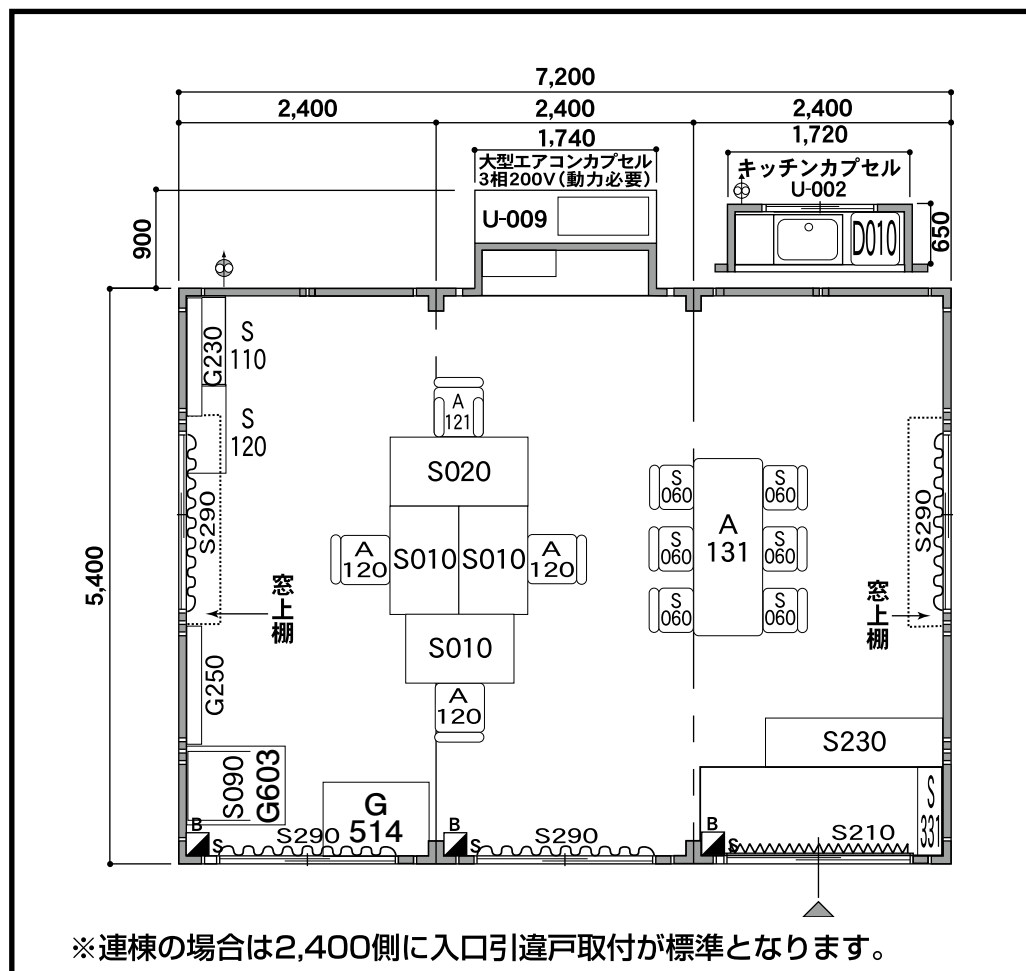 7,200
2,400 2,400 2,400
1,740 1,720
大型エアコンカプセル
3相200V(動力必要)
キッチンカプセル
U-002
U-009
D010
900
650
G230
S
110
S
120
A
121
S020
S290
S010 S010
A
120
A
120
S
060
S
060
S
060
S
060
S
060
S
060
A
131
S290
5,400
窓上棚
窓上棚
S010
G250
A
120
S230
S090
G603
G
514
S
331
B
S
S290
B
S
S290
B
S
S210
※連棟の場合は2,400側に入口引違戸取付が標準となります。